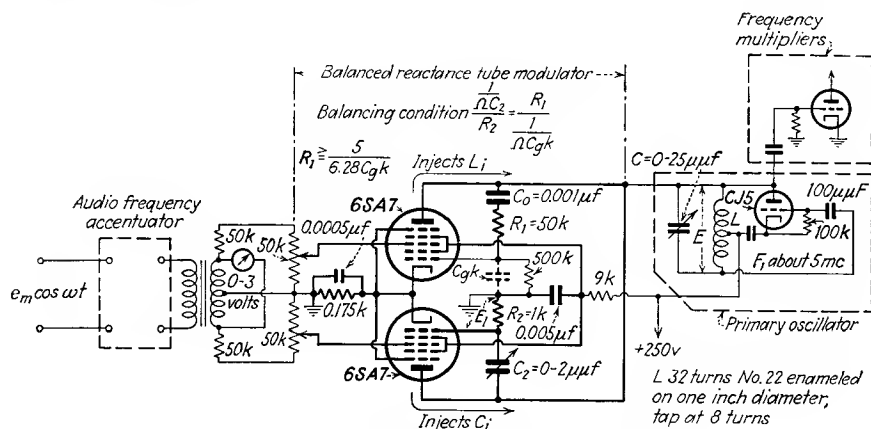 Frequency
multipliers
Balanced reactance tube modulator
Balancing condition 1/ΩC2 / R2 = R1 / 1/ΩCgk
R1 ≥ 5 / 6.28Cgk
Injects Li
C=0-25μμf
Audio frequency
accentuator
6SA7
C0=0.001μf
CJ5
100μμF
50k
50k
0.0005μf
R1=50k
E
L
100k
0-3
volts
Cgk
500k
F1 about 5mc
em cos ωt
0.175k
9k
E1
R2=1k
0.005μf
50k
50k
Primary oscillator
+250v
6SA7
C2=0-2μμf
L 32 turns No.22 enameled
on one inch diameter,
tap at 8 turns
Injects Ci